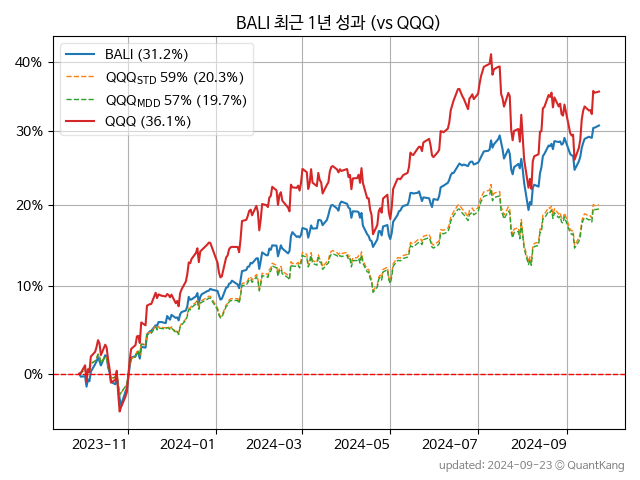 BALI 최근 1년 성과 (vs QQQ)
BALI (31.2%)
QQQSTD 59% (20.3%)
QQQMDD 57% (19.7%)
QQQ (36.1%)
40%
30%
20%
10%
0%
2023-11 2024-01 2024-03 2024-05 2024-07 2024-09
updated: 2024-09-23 © QuantKang